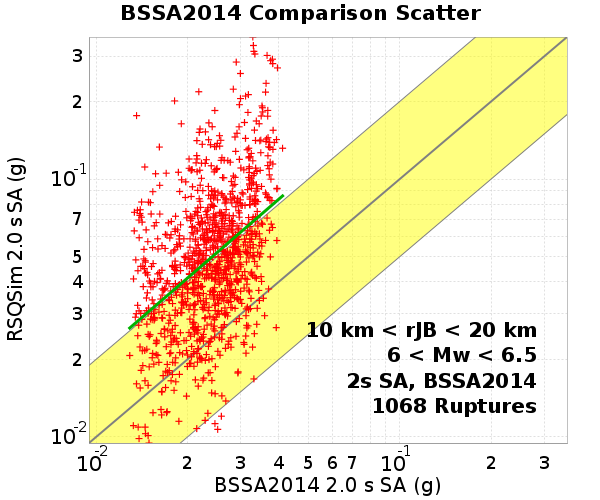 BSSA2014 Comparison Scatter
3
2
10-1
7
5
4
3
2
10-2
RSQSim 2.0 s SA (g)
10 km < rJB < 20 km
6 < Mw < 6.5
2s SA, BSSA2014
1068 Ruptures
10-2 2 3 4 5 6 7 10-1 2 3
BSSA2014 2.0 s SA (g)